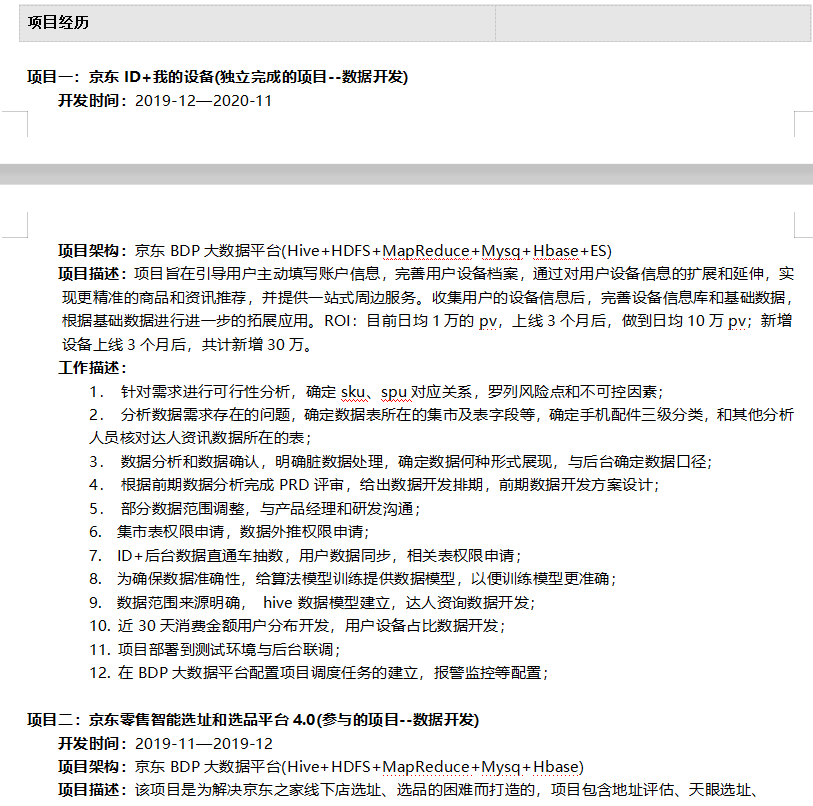 项目经历
项目一：京东 ID+我的设备(独立完成的项目--数据开发)
开发时间：2019-12—2020-11
项目架构：京东 BDP 大数据平台(Hive+HDFS+MapReduce+Mysq+Hbase+ES)
项目描述：项目旨在引导用户主动填写账户信息，完善用户设备档案，通过对用户设备信息的扩展和延伸，实
现更精准的商品和资讯推荐，并提供一站式周边服务。收集用户的设备信息后，完善设备信息库和基础数据，
根据基础数据进行进一步的拓展应用。ROI：目前日均 1 万的 pv，上线 3 个月后，做到日均 10 万 pv；新增
设备上线 3 个月后，共计新增 30 万。
工作描述：
1. 针对需求进行可行性分析，确定 sku、spu 对应关系，罗列风险点和不可控因素；
2. 分析数据需求存在的问题，确定数据表所在的集市及表字段等，确定手机配件三级分类，和其他分析
人员核对达人资讯数据所在的表；
3. 数据分析和数据确认，明确脏数据处理，确定数据何种形式展现，与后台确定数据口径；
4. 根据前期数据分析完成 PRD 评审，给出数据开发排期，前期数据开发方案设计；
5. 部分数据范围调整，与产品经理和研发沟通；
6. 集市表权限申请，数据外推权限申请；
7. ID+后台数据直通车抽数，用户数据同步，相关表权限申请；
8. 为确保数据准确性，给算法模型训练提供数据模型，以便训练模型更准确；
9. 数据范围来源明确， hive 数据模型建立，达人资询数据开发；
10. 近 30 天消费金额用户分布开发，用户设备占比数据开发；
11. 项目部署到测试环境与后台联调；
12. 在 BDP 大数据平台配置项目调度任务的建立，报警监控等配置；
项目二：京东零售智能选址和选品平台 4.0(参与的项目--数据开发)
开发时间：2019-11—2019-12
项目架构：京东 BDP 大数据平台(Hive+HDFS+MapReduce+Mysq+Hbase)
项目描述：该项目是为解决京东之家线下店选址、选品的困难而打造的，项目包含地址评估、天眼选址、